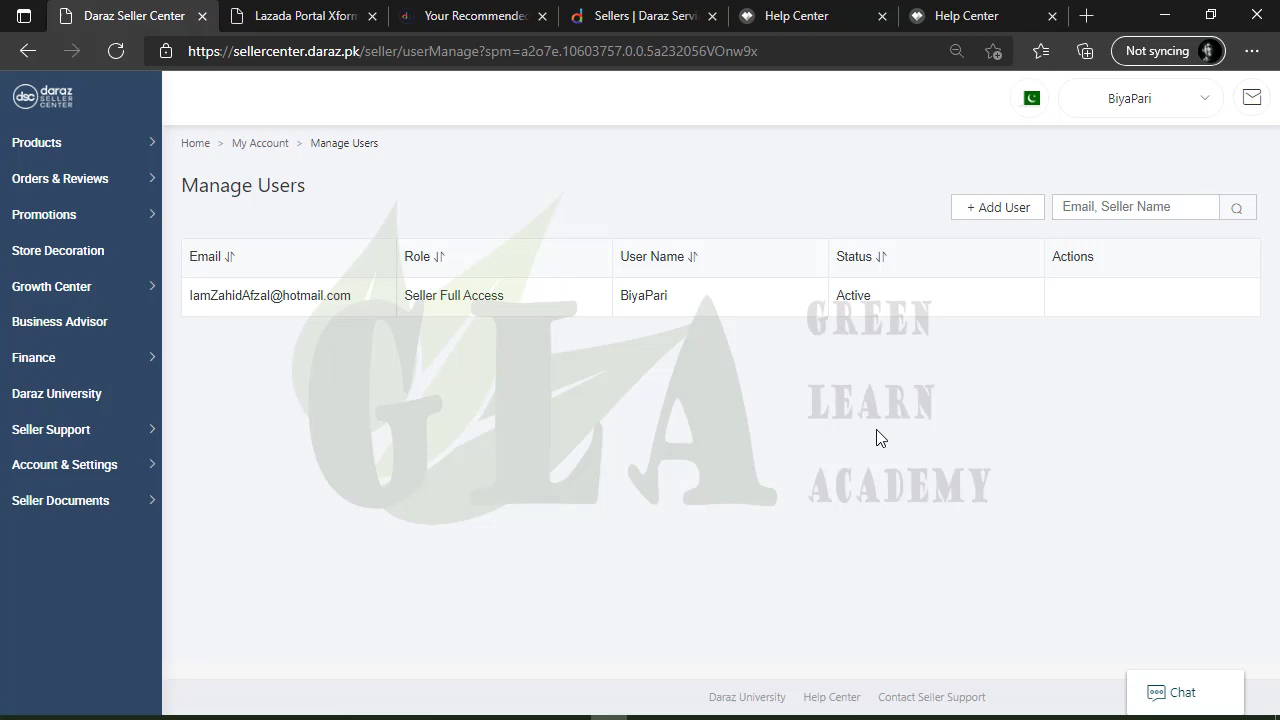 Daraz Seller Center
Lazada Portal Xform
Your Recommende
Sellers | Daraz Servi
Help Center
Help Center
https://sellercenter.daraz.pk/seller/userManage?spm=a2o7e.10603757.0.0.5a232056VOnw9x
Not syncing
dsc daraz
SELLER
CENTER
BiyaPari
Products
Orders & Reviews
Promotions
Store Decoration
Growth Center
Business Advisor
Finance
Daraz University
Seller Support
Account & Settings
Seller Documents
Home > My Account > Manage Users
Manage Users
+ Add User
Email, Seller Name
Email Role User Name Status Actions
IamZahidAfzal@hotmail.com Seller Full Access BiyaPari Active
GLA
GREEN
LEARN
ACADEMY
Daraz University Help Center Contact Seller Support
Chat